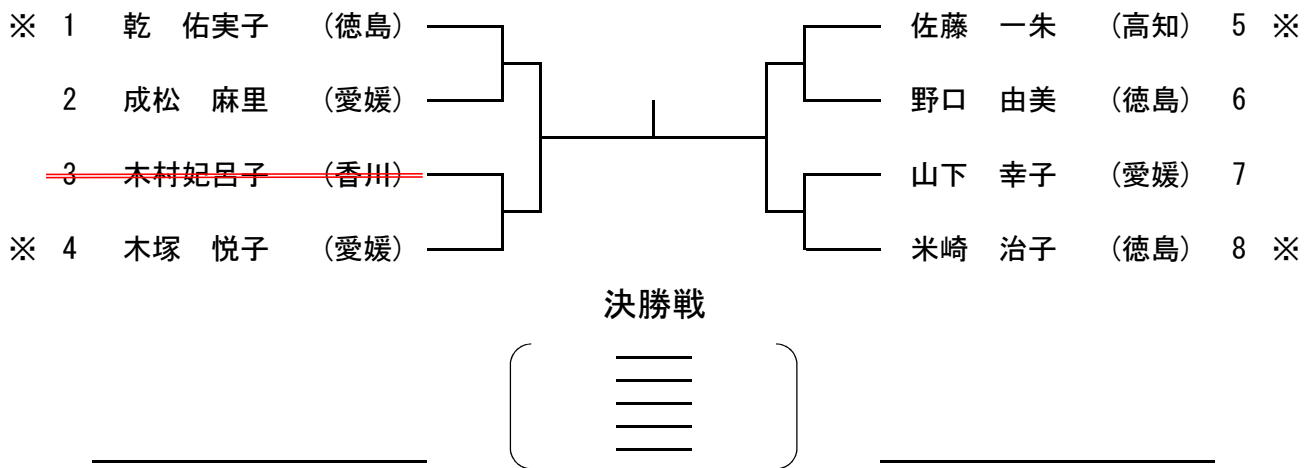 ※ 1 乾 佑実子 (徳島)
2 成松 麻里 (愛媛)
3 木村妃呂子 (香川)
※ 4 木塚 悦子 (愛媛)
佐藤 一朱 (高知) 5 ※
野口 由美 (徳島) 6
山下 幸子 (愛媛) 7
米崎 治子 (徳島) 8 ※
決勝戦